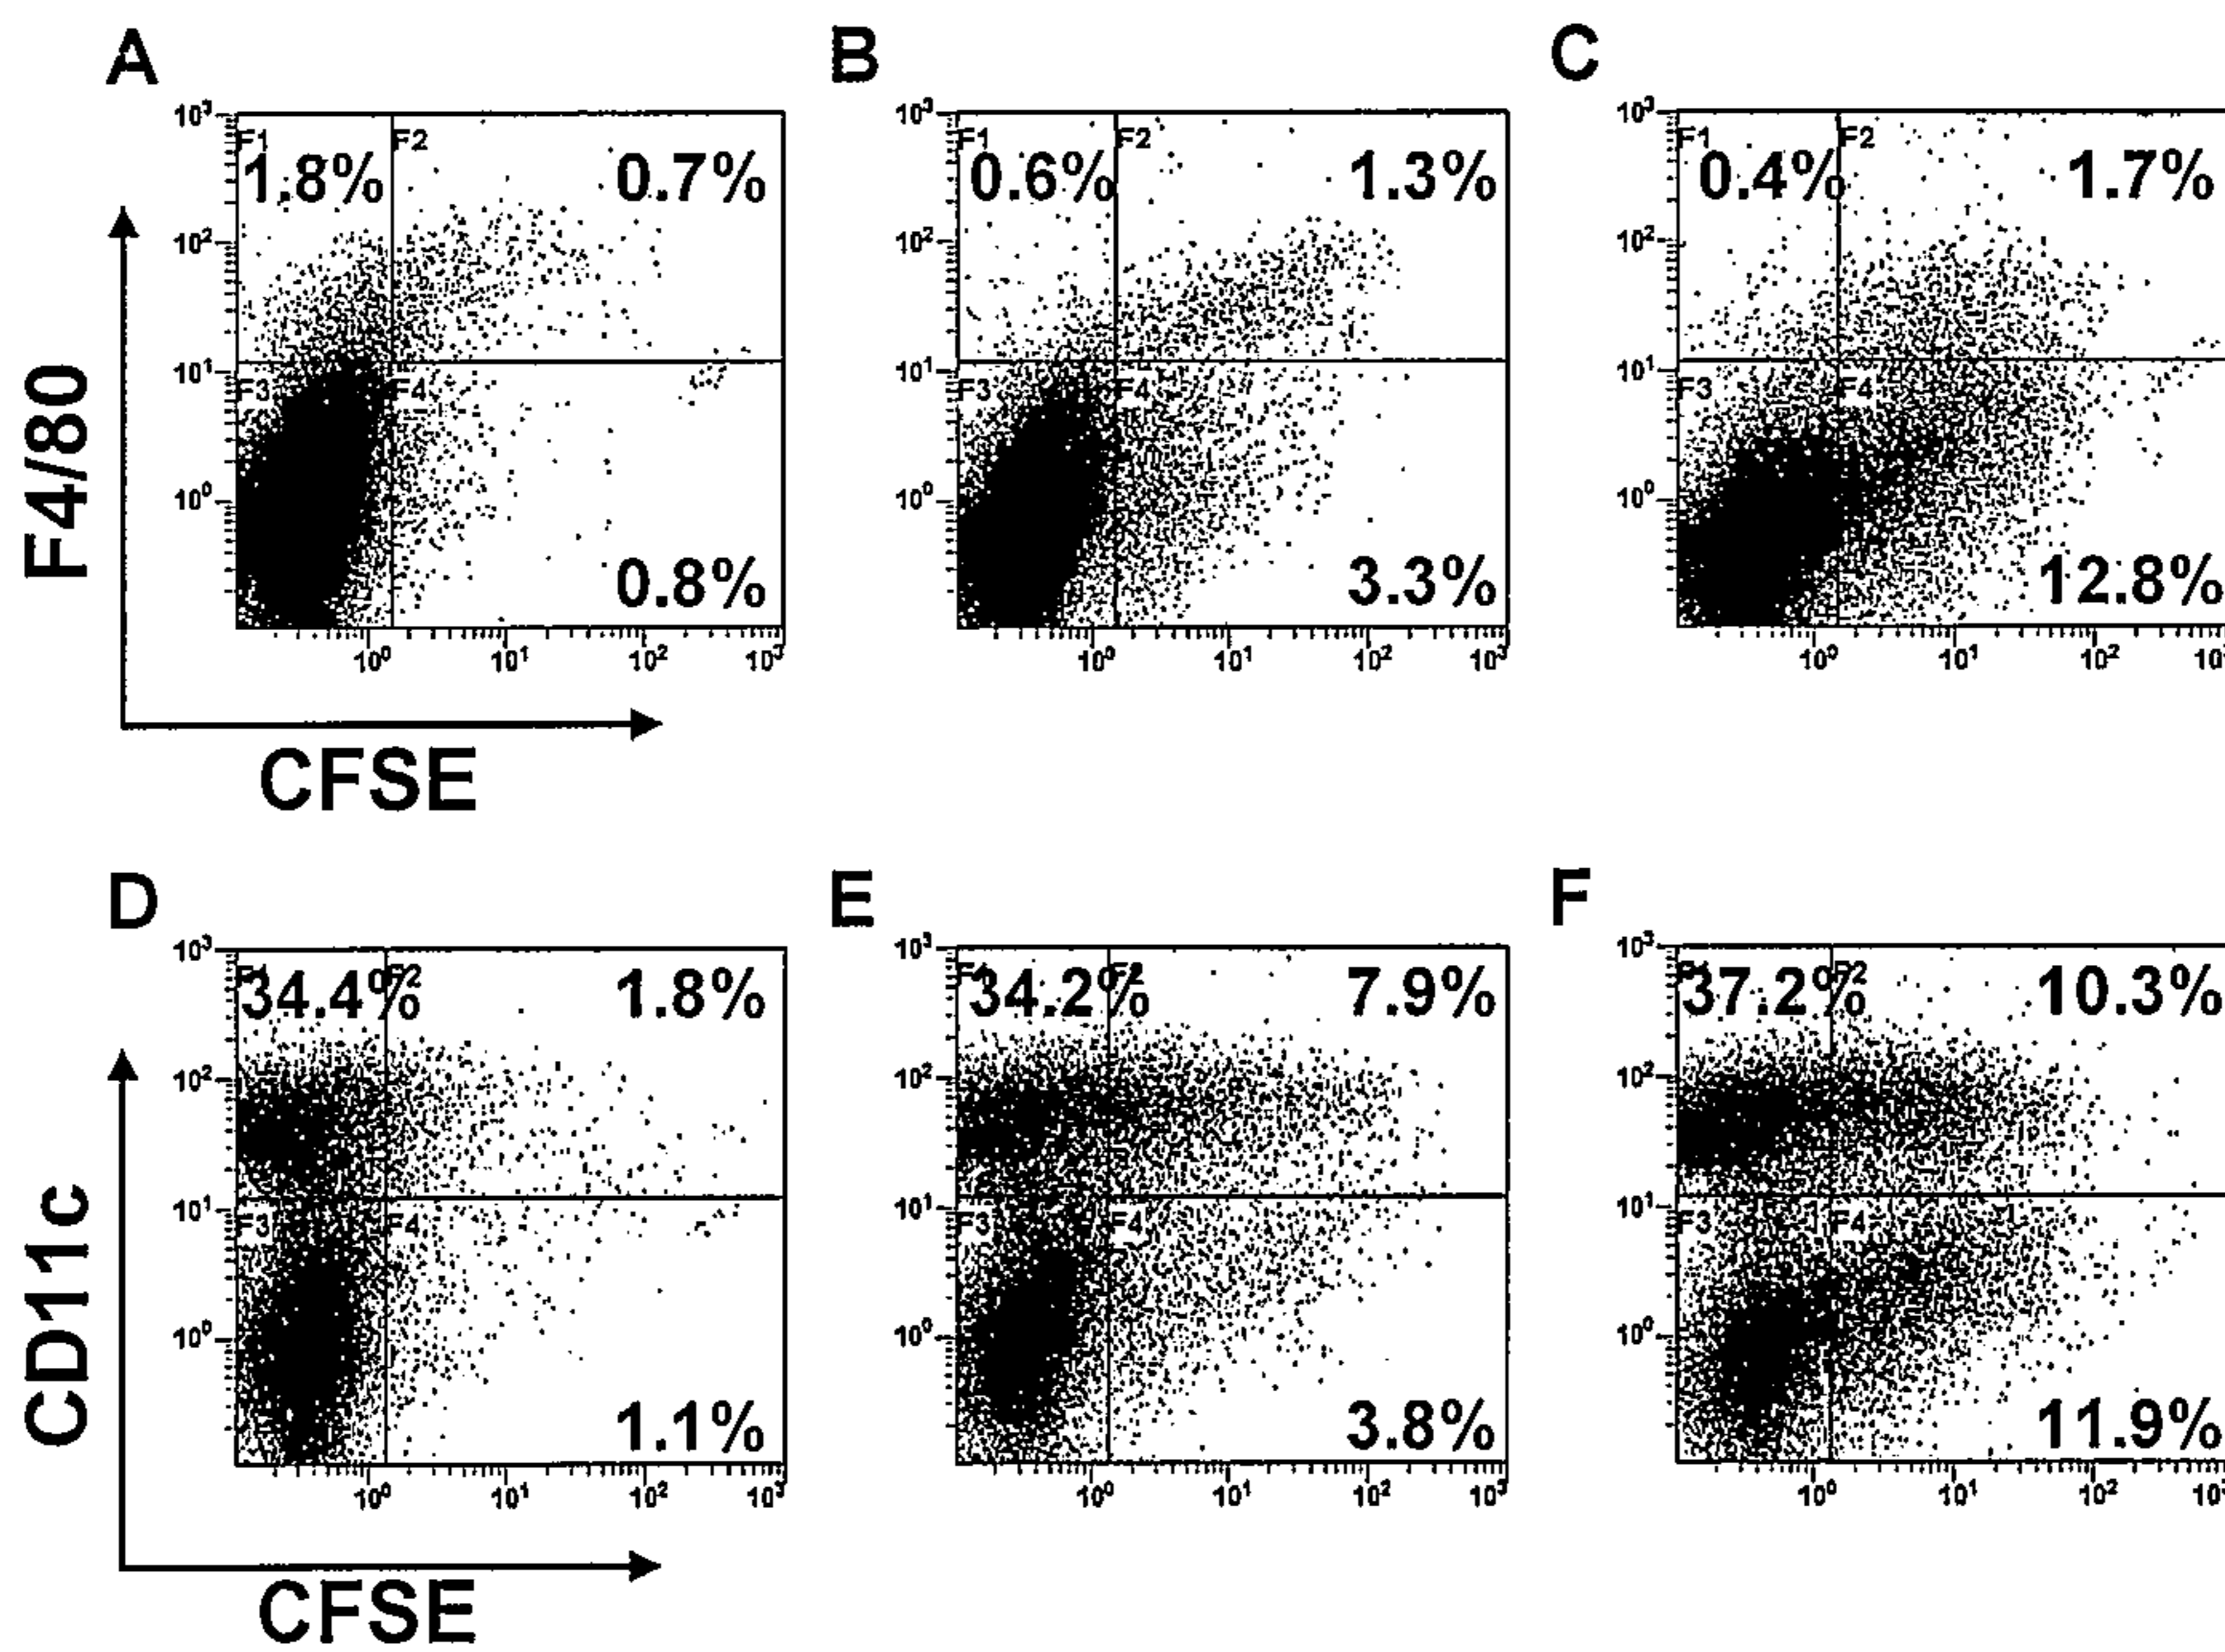 A
B
C
10³
F1
F2
1.8%
0.7%
10²
10¹
F3
F4
10⁰
0.8%
10⁰
10¹
10²
10³
10³
F1
F2
0.6%
1.3%
10²
10¹
F3
F4
10⁰
3.3%
10⁰
10¹
10²
10³
10³
F1
F2
0.4%
1.7%
10²
10¹
F3
F4
10⁰
12.8%
10⁰
10¹
10²
F4/80
CFSE
D
E
F
10³
F2
34.4%
1.8%
10²
10¹
F3
F4
10⁰
1.1%
10⁰
10¹
10²
10³
10³
F1
F2
34.2%
7.9%
10²
10¹
F3
F4
10⁰
3.8%
10⁰
10¹
10²
10³
10³
F2
37.2%
10.3%
10²
10¹
F3
F4
10⁰
11.9%
10⁰
10¹
10²
CD11c
CFSE